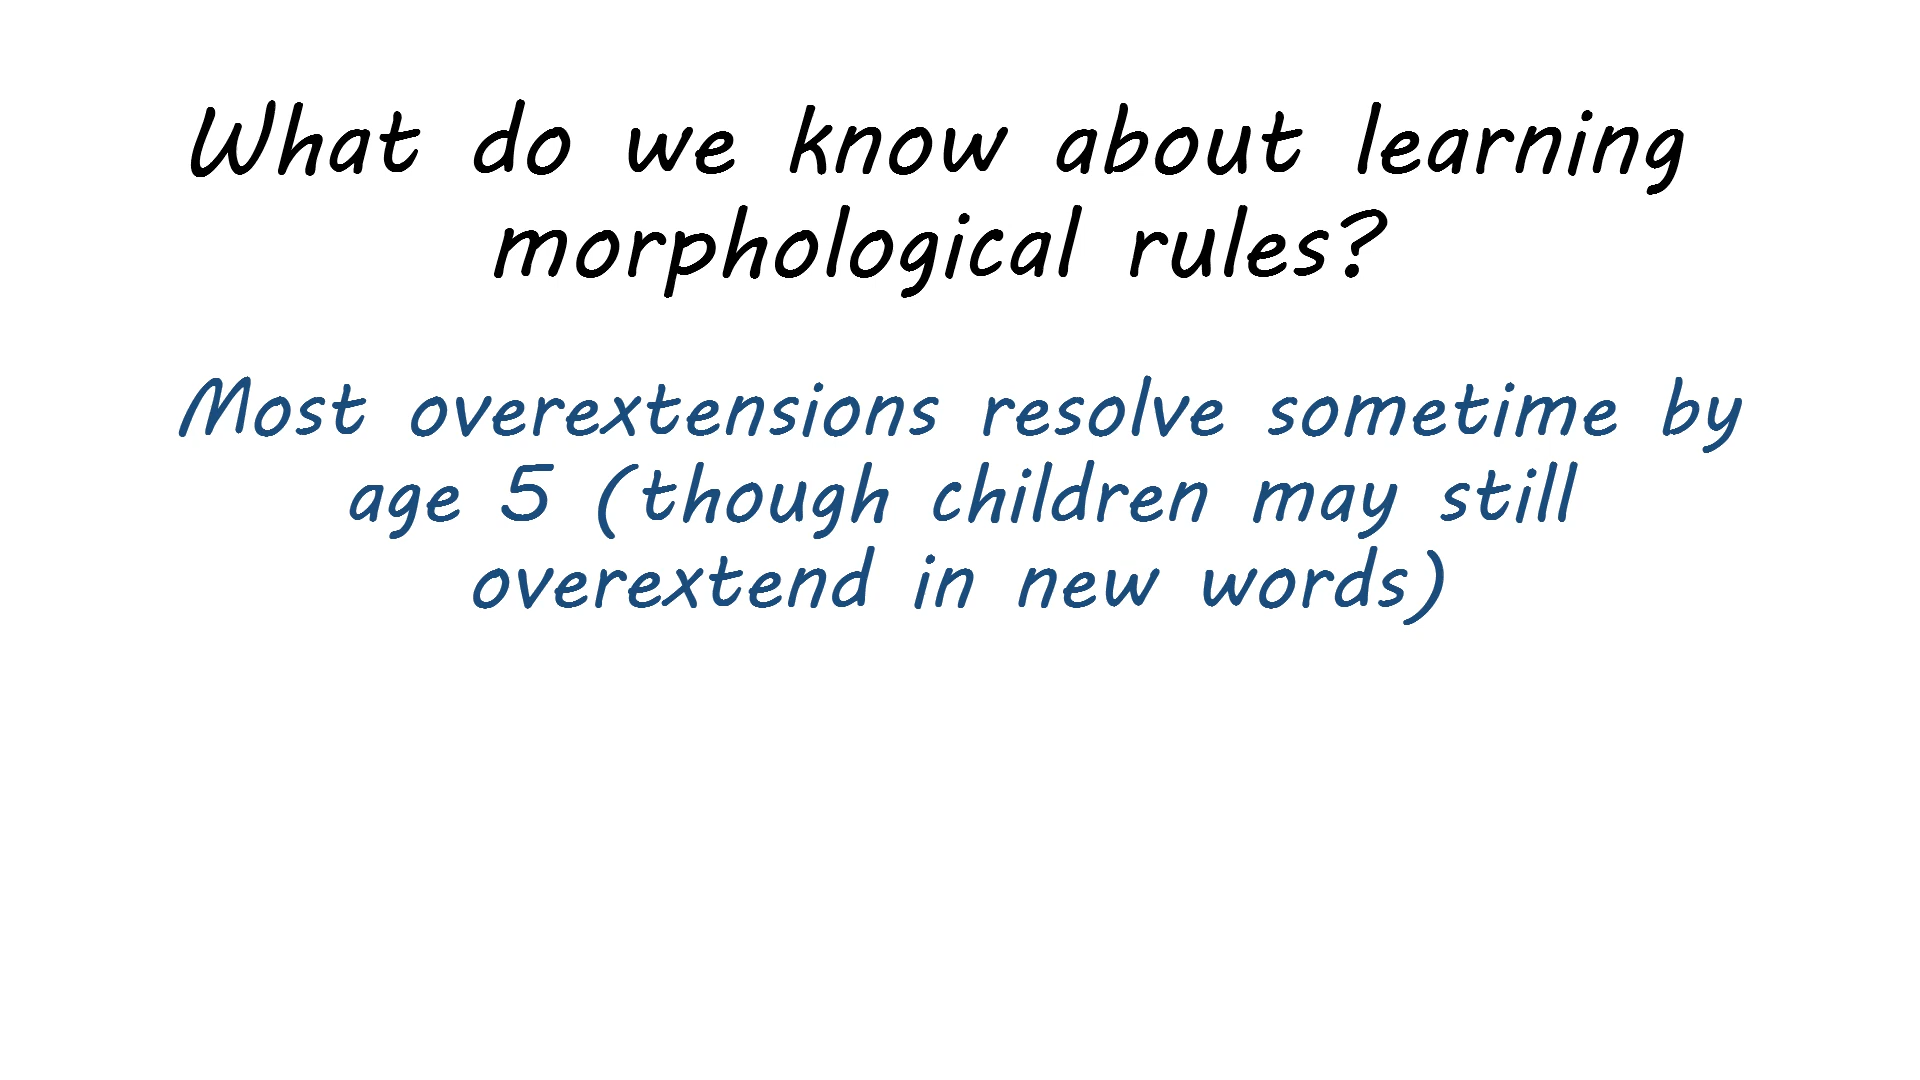 What do we know about learning
morphological rules?
Most overextensions resolve sometime by
age 5 (though children may still
overextend in new words)